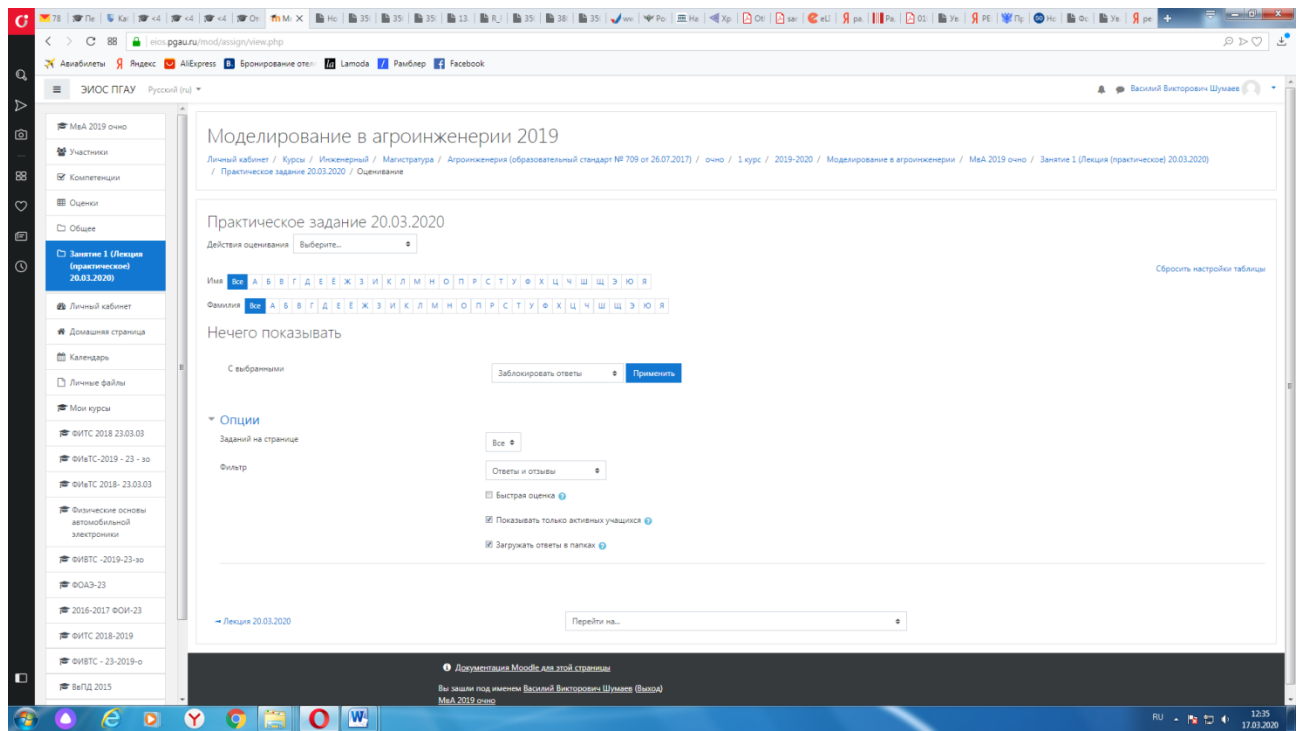 eios.pgau.ru/mod/assign/view.php
Авиабилеты Яндекс AliExpress Бронирование отел Lamoda Рамблер Facebook
ЭИОС ПГАУ Русский (ru) Василий Викторович Шумаев
МвА 2019 очно
Участники
Компетенции
Оценки
Общее
Занятие 1 (Лекция
(практическое)
20.03.2020)
Личный кабинет
Домашняя страница
Календарь
Личные файлы
Мои курсы
ФИТС 2018 23.03.03
ФИвТС-2019 - 23 - зо
ФИвТС 2018- 23.03.03
Физические основы
автомобильной
электроники
ФИВТС -2019-23-зо
ФОАЭ-23
2016-2017 ФОИ-23
ФИТС 2018-2019
ФИВТС - 23-2019-о
ВеПД 2015
Моделирование в агроинженерии 2019
Личный кабинет / Курсы / Инженерный / Магистратура / Агроинженерия (образовательный стандарт № 709 от 26.07.2017) / очно / 1 курс / 2019-2020 / Моделирование в агроинженерии / МвА 2019 очно / Занятие 1 (Лекция (практическое) 20.03.2020)
/ Практическое задание 20.03.2020 / Оценивание
Практическое задание 20.03.2020
Действия оценивания Выберите...
Сбросить настройки таблицы
Имя Все А Б В Г Д Е Ё Ж З И К Л М Н О П Р С Т У Ф Х Ц Ч Ш Щ Э Ю Я
Фамилия Все А Б В Г Д Е Ё Ж З И К Л М Н О П Р С Т У Ф Х Ц Ч Ш Щ Э Ю Я
Нечего показывать
С выбранными Заблокировать ответы Применить
Опции
Заданий на странице Все
Фильтр Ответы и отзывы
Быстрая оценка
Показывать только активных учащихся
Загружать ответы в папках
→ Лекция 20.03.2020 Перейти на...
Документация Moodle для этой страницы
Вы зашли под именем Василий Викторович Шумаев (Выход)
МвА 2019 очно
RU 12:35
17.03.2020